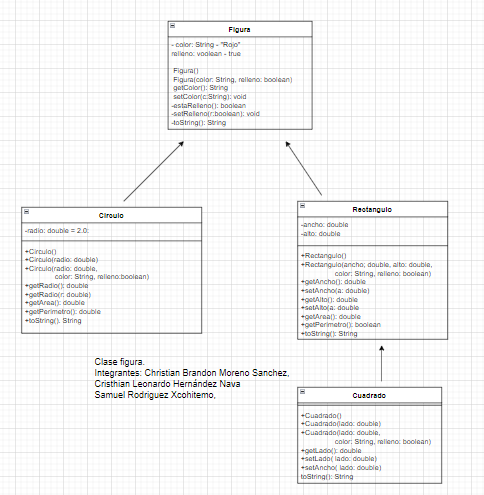 Figura
- color: String - "Rojo"
relleno: voolean - true
Figura()
Figura(color: String, relleno: boolean)
getColor(): String
setColor(c:String): void
-estaRelleno(): boolean
-setRelleno(r:boolean): void
-toString(): String
Circulo
-radio: double = 2.0;
+Circulo()
+Circulo(radio: double)
+Circulo(radio: double,
color: String, relleno:boolean)
+getRadio(): double
+getRadio(r: double)
+getArea(): double
+getPerimetro(): double
+toString(). String
Rectangulo
-ancho: double
-alto: double
+Rectangulo()
+Rectangulo(ancho; double, alto: double,
color: String, relleno: boolean)
+getAncho(): double
+setAncho(a: double)
+getAlto(): double
+setAlto(a: double)
+getArea(): double
+getPerimetro(): boolean
+toString(): String
Clase figura.
Integrantes: Christian Brandon Moreno Sanchez,
Cristhian Leonardo Hernández Nava
Samuel Rodriguez Xcohitemo,
Cuadrado
+Cuadrado()
+Cuadrado(lado: double)
+Cuadrado(lado: double,
color: String, relleno: boolean)
+getLado(): double
+setLado( lado: double)
+setAncho( lado: double)
toString(): String